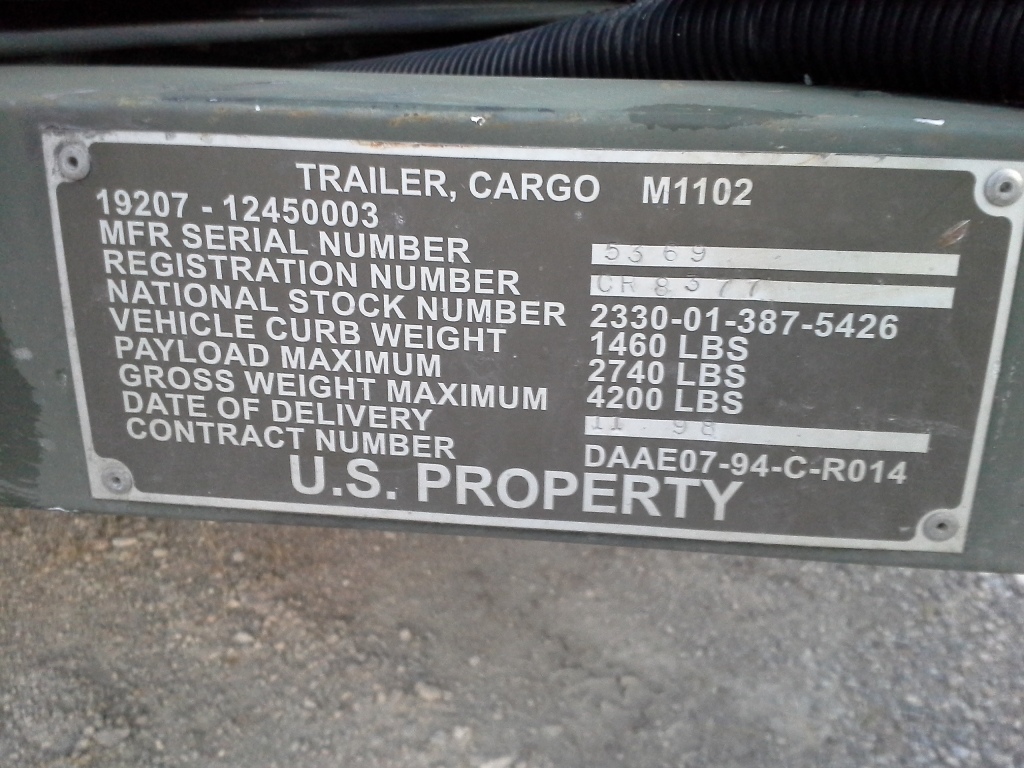 TRAILER, CARGO M1102
19207 - 12450003
MFR SERIAL NUMBER 5369
REGISTRATION NUMBER CR8377
NATIONAL STOCK NUMBER 2330-01-387-5426
VEHICLE CURB WEIGHT 1460 LBS
PAYLOAD MAXIMUM 2740 LBS
GROSS WEIGHT MAXIMUM 4200 LBS
DATE OF DELIVERY 11 98
CONTRACT NUMBER DAAE07-94-C-R014
U.S. PROPERTY